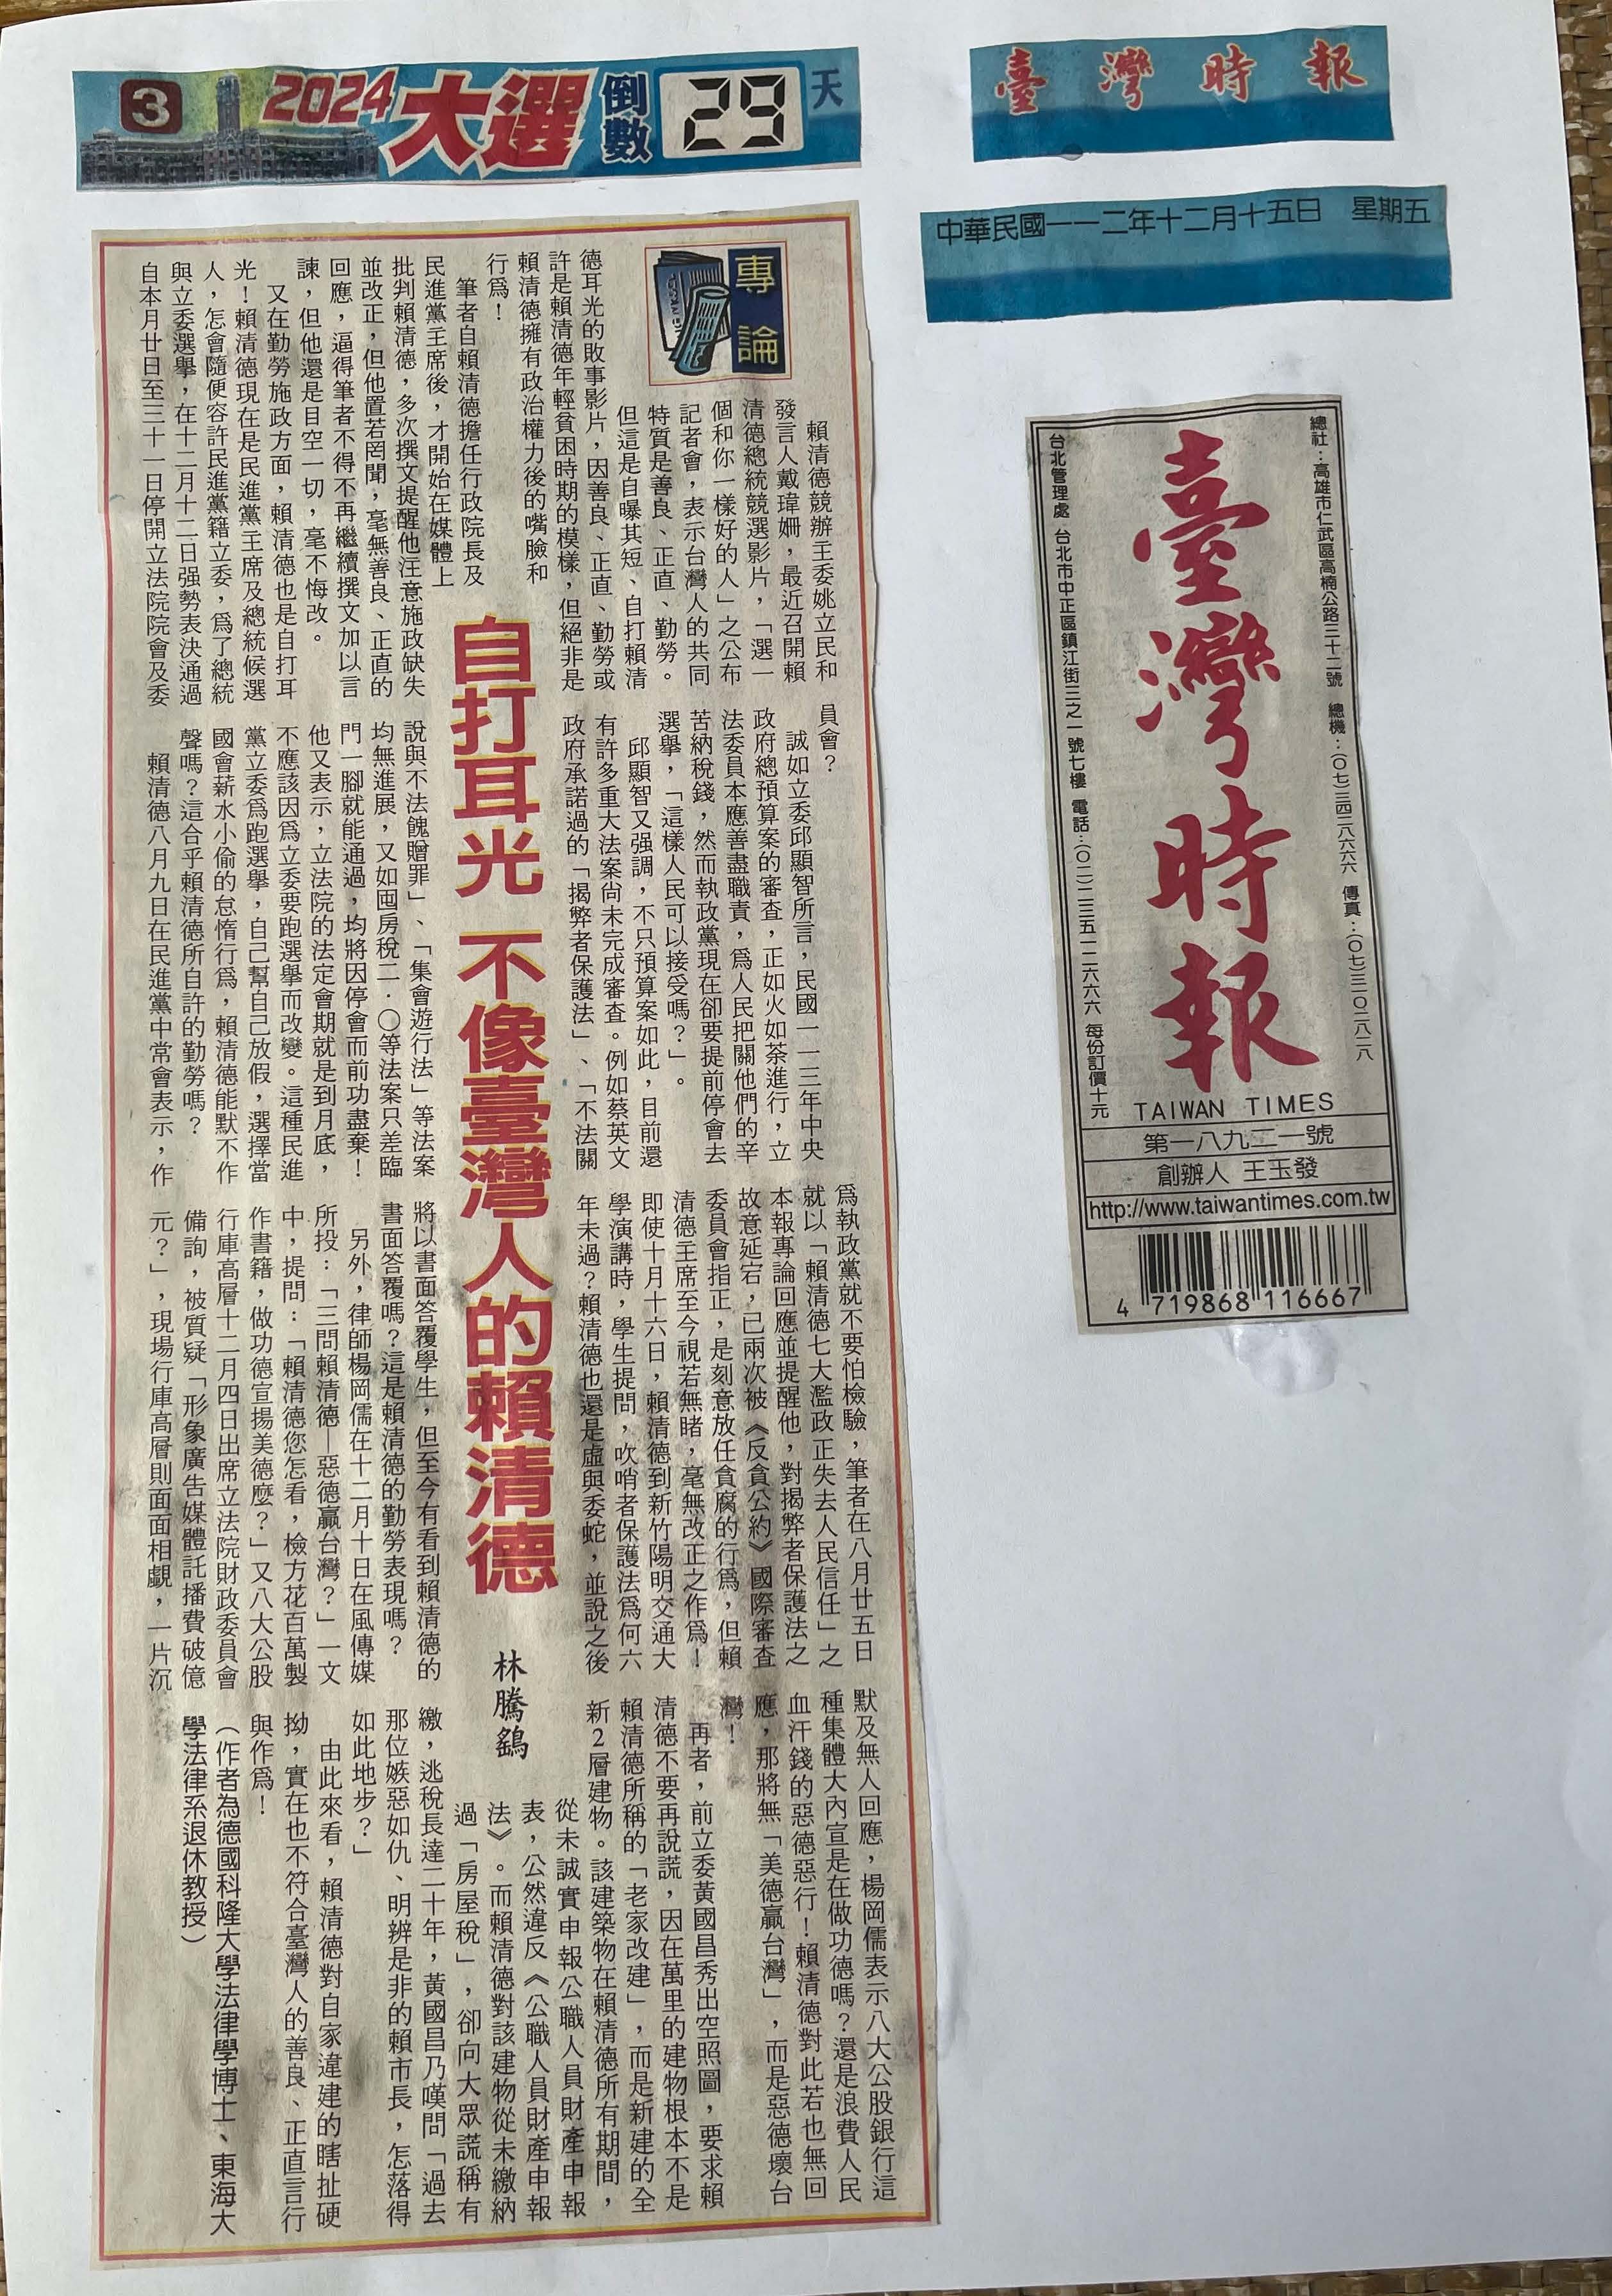 3
2024大選
倒數
29
天
臺灣時報
中華民國一一二年十二月十五日 星期五
專論
自打耳光 不像臺灣人的賴清德
林騰鷂
賴清德競辦主委姚立民和
發言人戴瑋姍，最近召開賴
清德總統競選影片，「選一
個和你一樣好的人」之公布
記者會，表示台灣人的共同
特質是善良、正直、勤勞。
但這是自曝其短、自打賴清
德耳光的敗事影片，因善良、正直、勤勞或
許是賴清德年輕貧困時期的模樣，但絕非是
賴清德擁有政治權力後的嘴臉和
行為！
筆者自賴清德擔任行政院長及
民進黨主席後，才開始在媒體上
批判賴清德，多次撰文提醒他注意施政缺失
並改正，但他置若罔聞，毫無善良、正直的
回應，逼得筆者不得不再繼續撰文加以言
諫，但他還是目空一切，毫不悔改。
又在勤勞施政方面，賴清德也是自打耳
光！賴清德現在是民進黨主席及總統候選
人，怎會隨便容許民進黨籍立委，為了總統
與立委選舉，在十二月十二日强勢表決通過
自本月廿日至三十一日停開立法院院會及委
員會？
誠如立委邱顯智所言，民國一一三年中央
政府總預算案的審查，正如火如荼進行，立
法委員本應善盡職責，為人民把關他們的辛
苦納稅錢，然而執政黨現在卻要提前停會去
選舉，「這樣人民可以接受嗎？」。
邱顯智又强調，不只預算案如此，目前還
有許多重大法案尚未完成審查。例如蔡英文
政府承諾過的「揭弊者保護法」、「不法關
說與不法餽贈罪」、「集會遊行法」等法案
均無進展，又如囤房稅二．〇等法案只差臨
門一腳就能通過，均將因停會而前功盡棄！
他又表示，立法院的法定會期就是到月底，
不應該因為立委要跑選舉而改變。這種民進
黨立委為跑選舉，自己幫自己放假，選擇當
國會薪水小偷的怠惰行為，賴清德能默不作
聲嗎？這合乎賴清德所自許的勤勞嗎？
賴清德八月九日在民進黨中常會表示，作
為執政黨就不要怕檢驗，筆者在八月廿五日
就以「賴清德七大濫政正失去人民信任」之
本報專論回應並提醒他，對揭弊者保護法之
故意延宕，已兩次被《反貪公約》國際審查
委員會指正，是刻意放任貪腐的行為，但賴
清德主席至今視若無睹，毫無改正之作為！
即使十月十六日，賴清德到新竹陽明交通大
學演講時，學生提問，吹哨者保護法為何六
年未過？賴清德也還是虛與委蛇，並說之後
將以書面答覆學生，但至今有看到賴清德的
書面答覆嗎？這是賴清德的勤勞表現嗎？
另外，律師楊岡儒在十二月十日在風傳媒
所投：「三問賴清德—惡德贏台灣？」一文
中，提問：「賴清德您怎看，檢方花百萬製
作書籍，做功德宣揚美德麼？」又八大公股
行庫高層十二月四日出席立法院財政委員會
備詢，被質疑「形象廣告媒體託播費破億
元？」，現場行庫高層則面面相覷，一片沉
默及無人回應，楊岡儒表示八大公股銀行這
種集體大內宣是在做功德嗎？還是浪費人民
血汗錢的惡德惡行！賴清德對此若也無回
應，那將無「美德贏台灣」，而是惡德壞台
灣！
再者，前立委黃國昌秀出空照圖，要求賴
清德不要再說謊，因在萬里的建物根本不是
賴清德所稱的「老家改建」，而是新建的全
新2層建物。該建築物在賴清德所有期間，
從未誠實申報公職人員財產申報
表，公然違反《公職人員財產申報
法》。而賴清德對該建物從未繳納
過「房屋稅」，卻向大眾謊稱有
繳，逃稅長達二十年，黃國昌乃嘆問「過去
那位嫉惡如仇、明辨是非的賴市長，怎落得
如此地步？」
由此來看，賴清德對自家違建的瞎扯硬
拗，實在也不符合臺灣人的善良、正直言行
與作為！
（作者為德國科隆大學法律學博士、東海大
學法律系退休教授）
總社：高雄市仁武區高楠公路三十二號 總機：(〇七)三四二八六六六 傳真：(〇七)三一〇二八二八
臺灣時報
台北管理處 台北市中正區鎮江街三之一號七樓 電話：(〇二)二三五一二六六六 每份訂價十元
TAIWAN TIMES
第一八九二一號
創辦人 王玉發
http://www.taiwantimes.com.tw
4 719868 116667